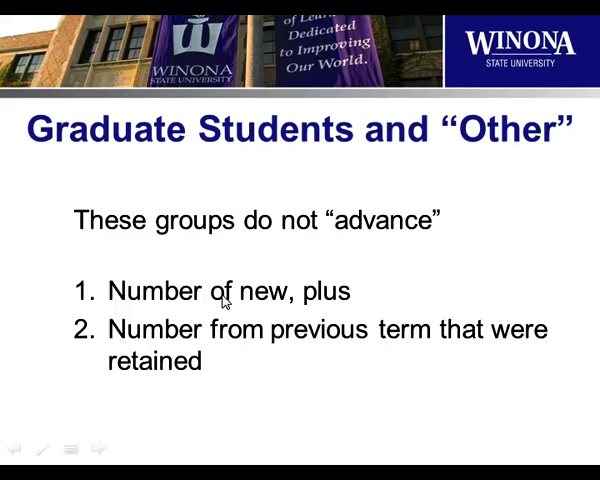 of Lear
Dedicated
to Improving
Our World.
WINONA
STATE UNIVERSITY
WINONA
STATE UNIVERSITY
Graduate Students and “Other”
These groups do not “advance”
1. Number of new, plus
2. Number from previous term that were
retained